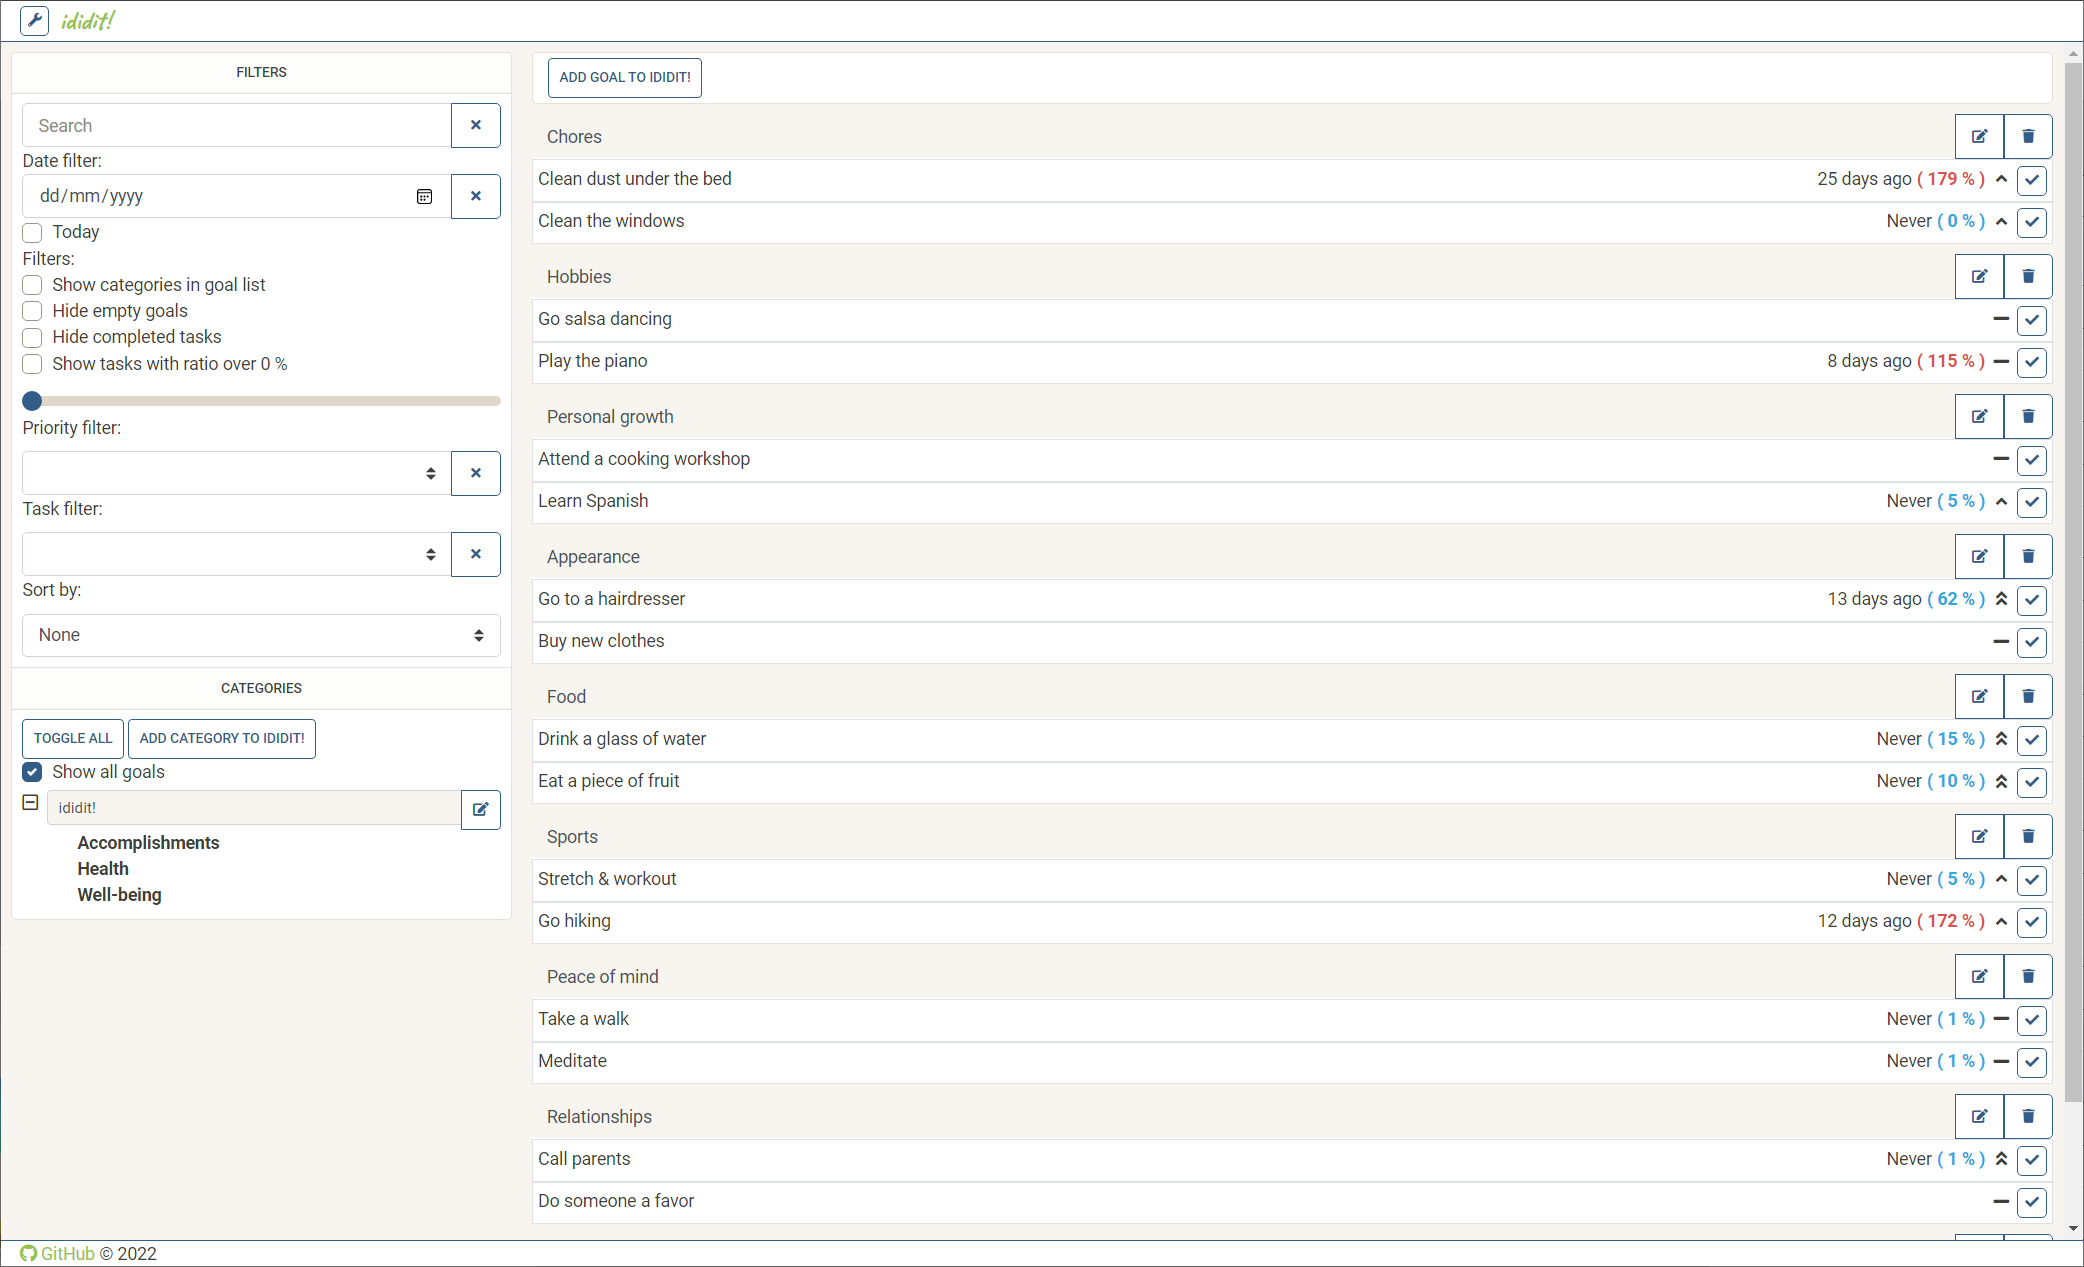 ididit!
FILTERS
Search
Date filter:
dd/mm/yyyy
Today
Filters:
Show categories in goal list
Hide empty goals
Hide completed tasks
Show tasks with ratio over 0 %
Priority filter:
Task filter:
Sort by:
None
CATEGORIES
TOGGLE ALL ADD CATEGORY TO IDIDIT!
Show all goals
ididit!
Accomplishments
Health
Well-being
ADD GOAL TO IDIDIT!
Chores
Clean dust under the bed 25 days ago ( 179 % )
Clean the windows Never ( 0 % )
Hobbies
Go salsa dancing
Play the piano 8 days ago ( 115 % )
Personal growth
Attend a cooking workshop
Learn Spanish Never ( 5 % )
Appearance
Go to a hairdresser 13 days ago ( 62 % )
Buy new clothes
Food
Drink a glass of water Never ( 15 % )
Eat a piece of fruit Never ( 10 % )
Sports
Stretch & workout Never ( 5 % )
Go hiking 12 days ago ( 172 % )
Peace of mind
Take a walk Never ( 1 % )
Meditate Never ( 1 % )
Relationships
Call parents Never ( 1 % )
Do someone a favor
GitHub © 2022